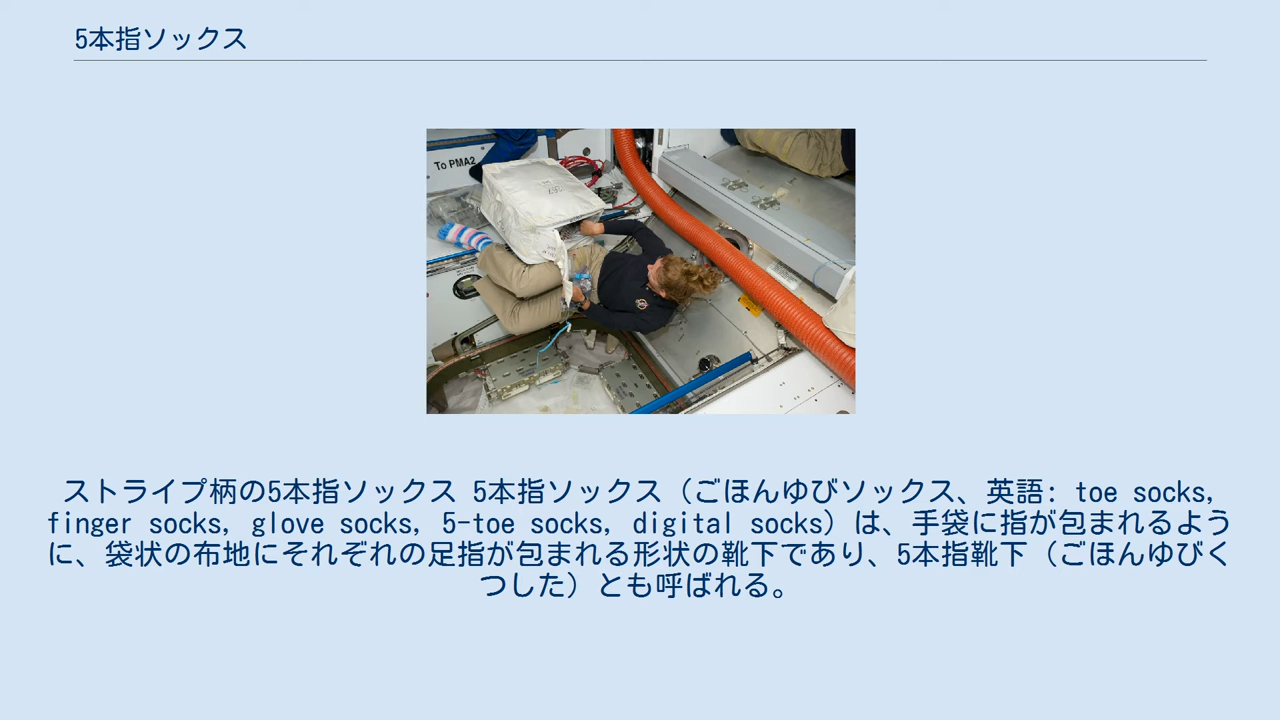 5本指ソックス
To PMA2
ストライプ柄の5本指ソックス 5本指ソックス（ごほんゆびソックス、英語: toe socks,
finger socks, glove socks, 5-toe socks, digital socks）は、手袋に指が包まれるよう
に、袋状の布地にそれぞれの足指が包まれる形状の靴下であり、5本指靴下（ごほんゆびく
つした）とも呼ばれる。